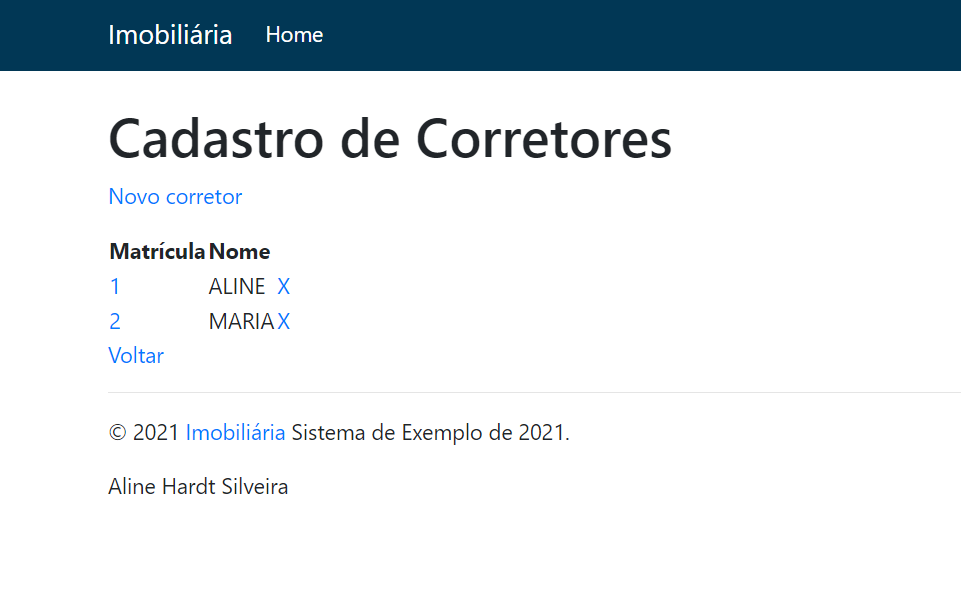 Imobiliária Home
Cadastro de Corretores
Novo corretor
Matrícula Nome
1 ALINE X
2 MARIA X
Voltar
© 2021 Imobiliária Sistema de Exemplo de 2021.
Aline Hardt Silveira